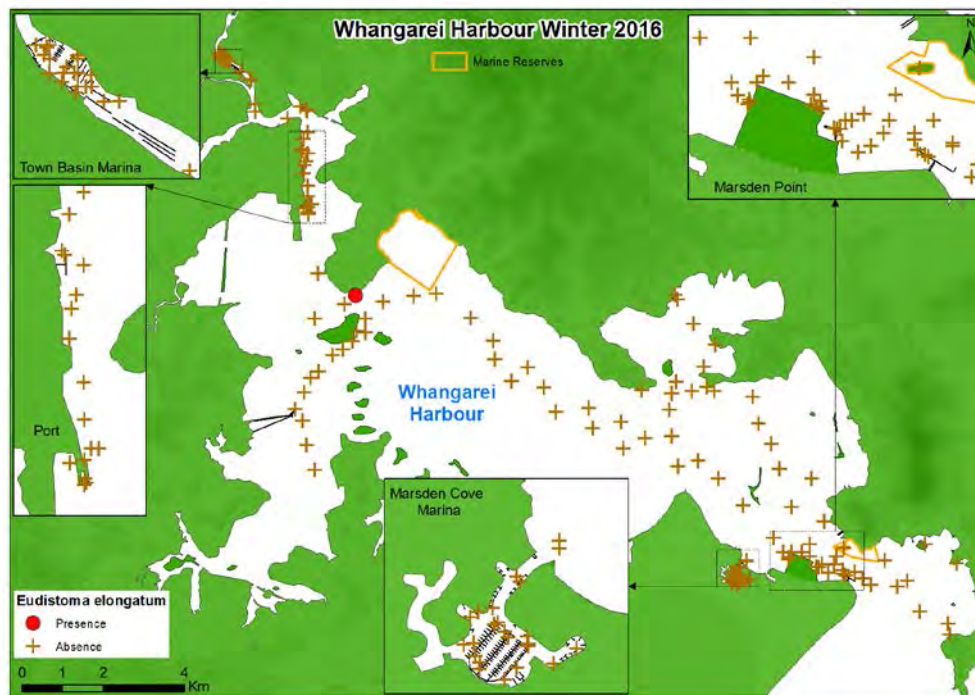 Whangarei Harbour Winter 2016
Marine Reserves
N
Town Basin Marina
Marsden Point
Port
Whangarei
Harbour
Marsden Cove
Marina
Eudistoma elongatum
Presence
Absence
0 1 2 4
Km